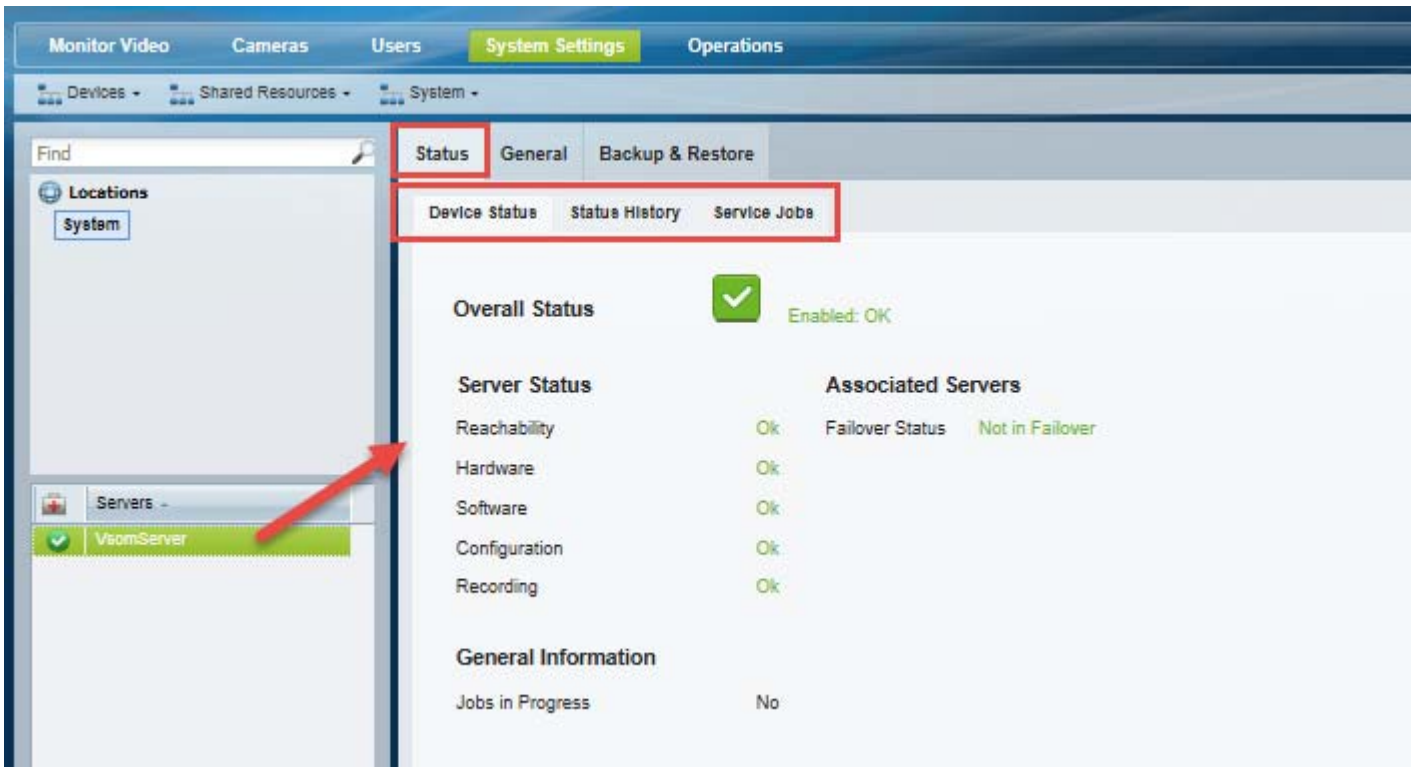 Monitor Video Cameras Users System Settings Operations
Devices Shared Resources System
Find
Locations
System
Servers
VsomServer
Status General Backup & Restore
Device Status Status History Service Jobs
Overall Status Enabled: OK
Server Status Associated Servers
Reachability Ok Failover Status Not in Failover
Hardware Ok
Software Ok
Configuration Ok
Recording Ok
General Information
Jobs in Progress No